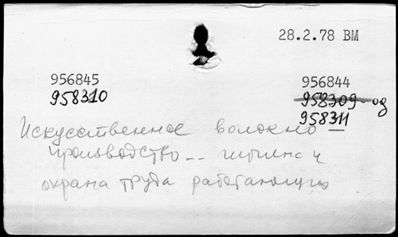 28.2.78 ВМ
956845
958310
956844
958309-од
958311
Искусственное волокно —
производство -- гигиена и
охрана труда работающих